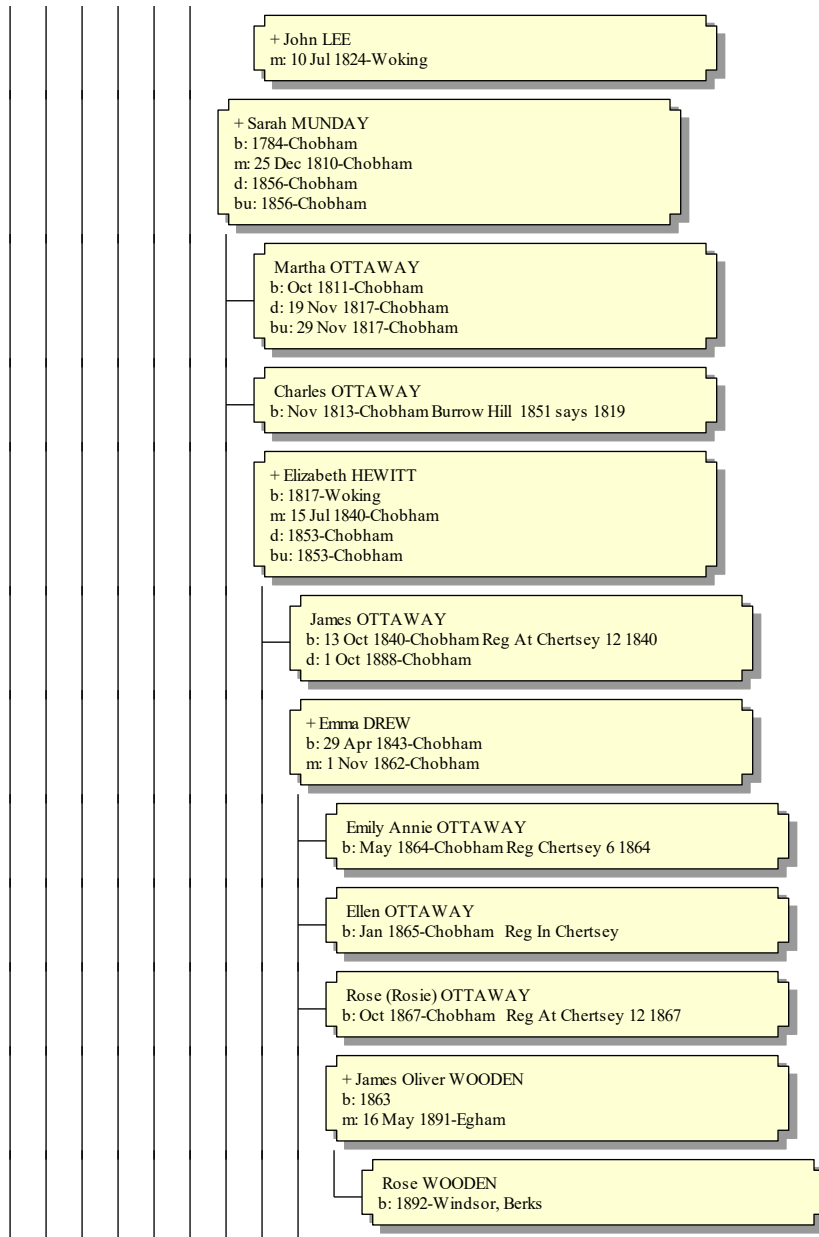 + John LEE
m: 10 Jul 1824-Woking
+ Sarah MUNDAY
b: 1784-Chobham
m: 25 Dec 1810-Chobham
d: 1856-Chobham
bu: 1856-Chobham
Martha OTTAWAY
b: Oct 1811-Chobham
d: 19 Nov 1817-Chobham
bu: 29 Nov 1817-Chobham
Charles OTTAWAY
b: Nov 1813-Chobham Burrow Hill 1851 says 1819
+ Elizabeth HEWITT
b: 1817-Woking
m: 15 Jul 1840-Chobham
d: 1853-Chobham
bu: 1853-Chobham
James OTTAWAY
b: 13 Oct 1840-Chobham Reg At Chertsey 12 1840
d: 1 Oct 1888-Chobham
+ Emma DREW
b: 29 Apr 1843-Chobham
m: 1 Nov 1862-Chobham
Emily Annie OTTAWAY
b: May 1864-Chobham Reg Chertsey 6 1864
Ellen OTTAWAY
b: Jan 1865-Chobham Reg In Chertsey
Rose (Rosie) OTTAWAY
b: Oct 1867-Chobham Reg At Chertsey 12 1867
+ James Oliver WOODEN
b: 1863
m: 16 May 1891-Egham
Rose WOODEN
b: 1892-Windsor, Berks